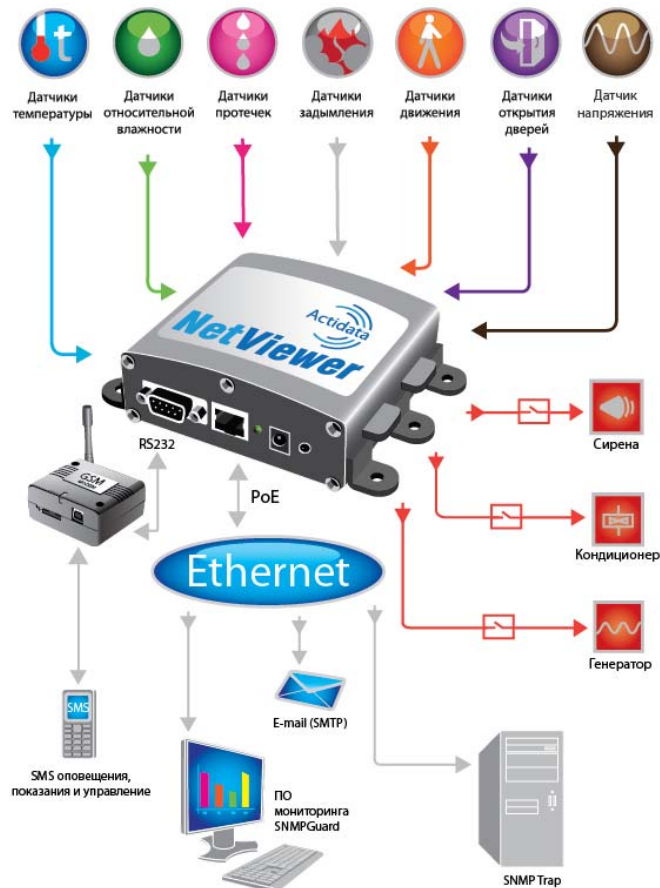 t
Датчики
температуры
Датчики
относительной
влажности
Датчики
протечек
Датчики
задымления
Датчики
движения
Датчики
открытия
дверей
Датчик
напряжения
Actidata
NetViewer
RS232
GSM
PoE
Ethernet
Сирена
Кондиционер
Генератор
SMS
SMS оповещения,
показания и управление
E-mail (SMTP)
ПО
мониторинга
SNMPGuard
SNMP Trap